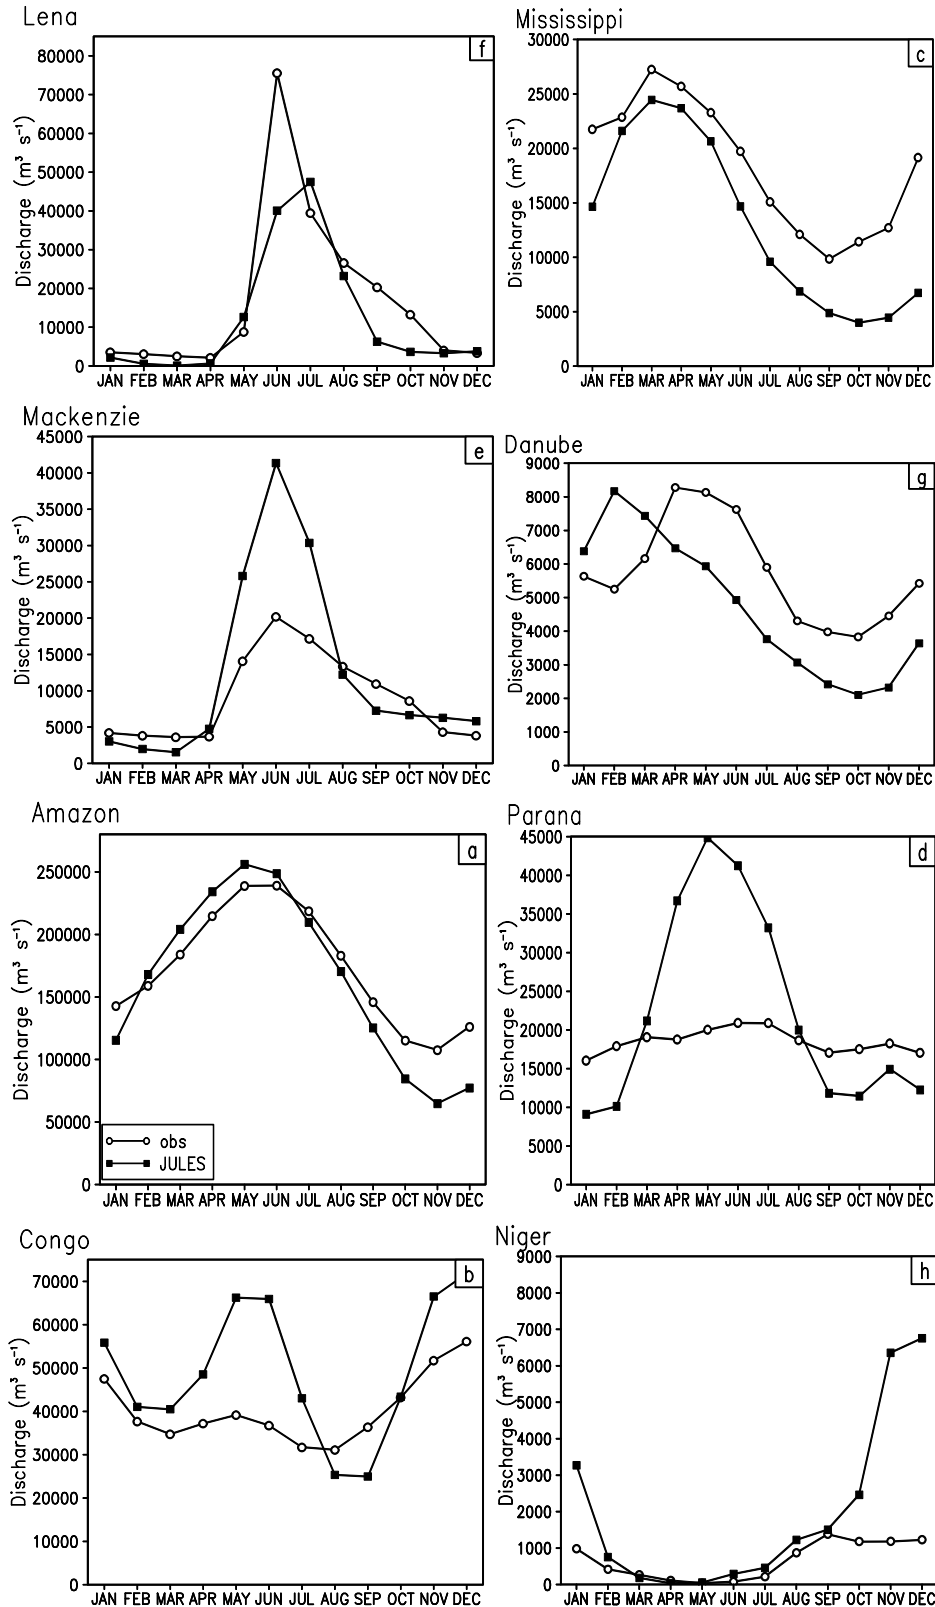 Lena
f
80000
70000
60000
50000
40000
30000
20000
10000
0
Discharge (m³ s⁻¹)
JAN FEB MAR APR MAY JUN JUL AUG SEP OCT NOV DEC
Mississippi
c
30000
25000
20000
15000
10000
5000
0
Discharge (m³ s⁻¹)
JAN FEB MAR APR MAY JUN JUL AUG SEP OCT NOV DEC
Mackenzie
e
45000
40000
35000
30000
25000
20000
15000
10000
5000
0
Discharge (m³ s⁻¹)
JAN FEB MAR APR MAY JUN JUL AUG SEP OCT NOV DEC
Danube
g
9000
8000
7000
6000
5000
4000
3000
2000
1000
0
Discharge (m³ s⁻¹)
JAN FEB MAR APR MAY JUN JUL AUG SEP OCT NOV DEC
Amazon
a
250000
200000
150000
100000
50000
0
Discharge (m³ s⁻¹)
obs
JULES
JAN FEB MAR APR MAY JUN JUL AUG SEP OCT NOV DEC
Parana
d
45000
40000
35000
30000
25000
20000
15000
10000
5000
0
Discharge (m³ s⁻¹)
JAN FEB MAR APR MAY JUN JUL AUG SEP OCT NOV DEC
Congo
b
70000
60000
50000
40000
30000
20000
10000
0
Discharge (m³ s⁻¹)
JAN FEB MAR APR MAY JUN JUL AUG SEP OCT NOV DEC
Niger
h
9000
8000
7000
6000
5000
4000
3000
2000
1000
0
Discharge (m³ s⁻¹)
JAN FEB MAR APR MAY JUN JUL AUG SEP OCT NOV DEC